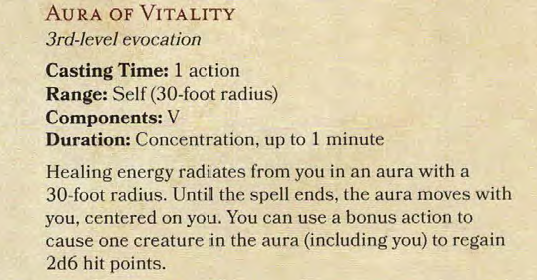 AURA OF VITALITY
3rd-level evocation
Casting Time: 1 action
Range: Self (30-foot radius)
Components: V
Duration: Concentration, up to 1 minute
Healing energy radiates from you in an aura with a
30-foot radius. Until the spell ends, the aura moves with
you, centered on you. You can use a bonus action to
cause one creature in the aura (including you) to regain
2d6 hit points.